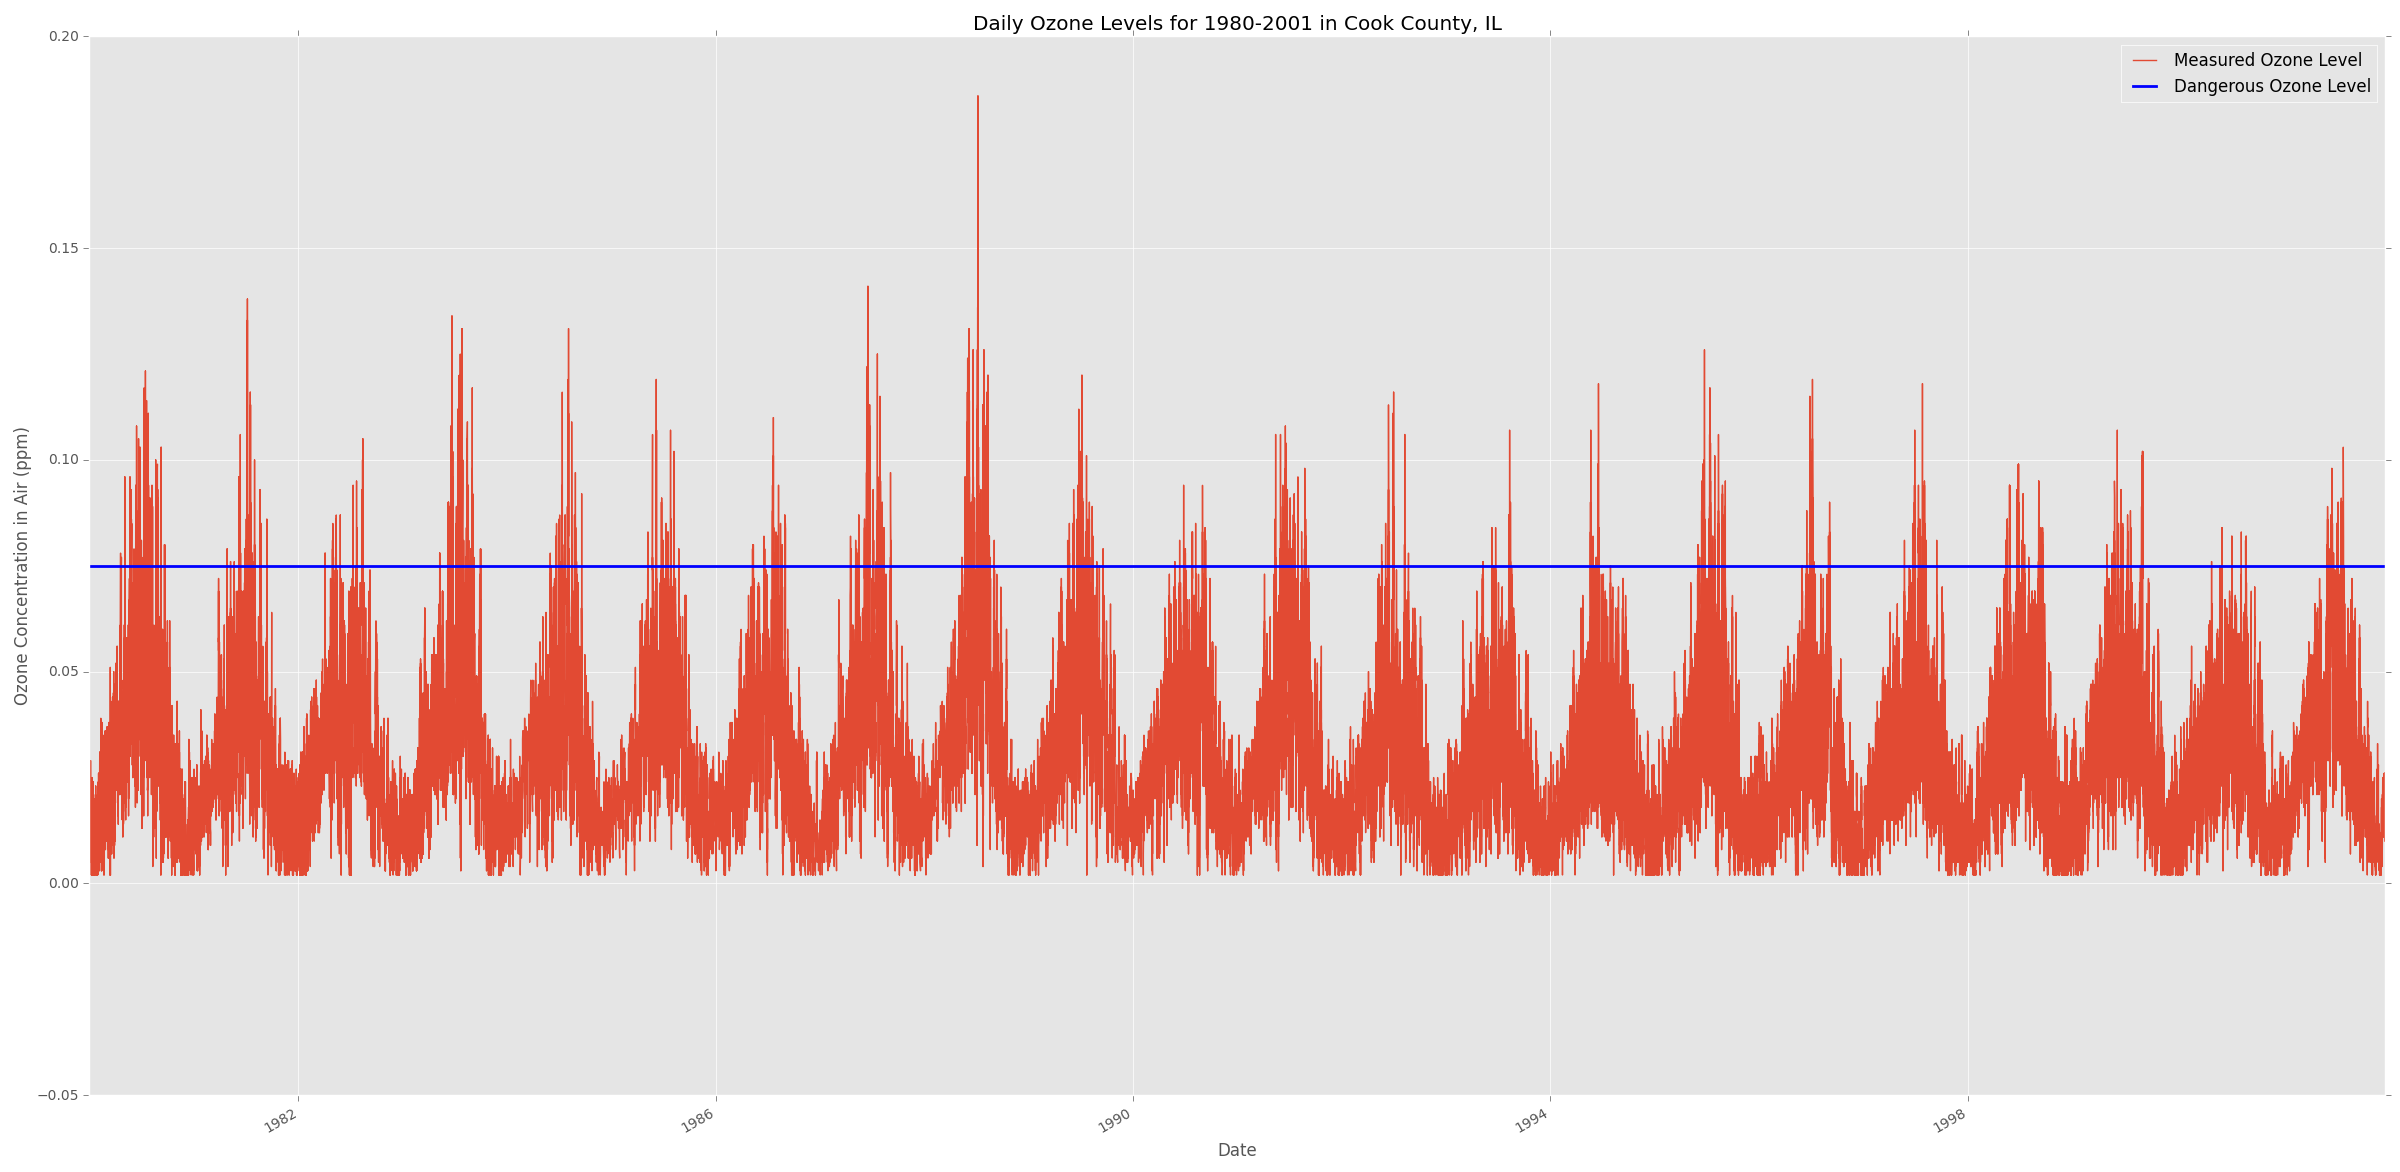 Daily Ozone Levels for 1980-2001 in Cook County, IL
0.20
0.15
0.10
0.05
0.00
−0.05
Ozone Concentration in Air (ppm)
Measured Ozone Level
Dangerous Ozone Level
1982
1986
1990
1994
1998
Date